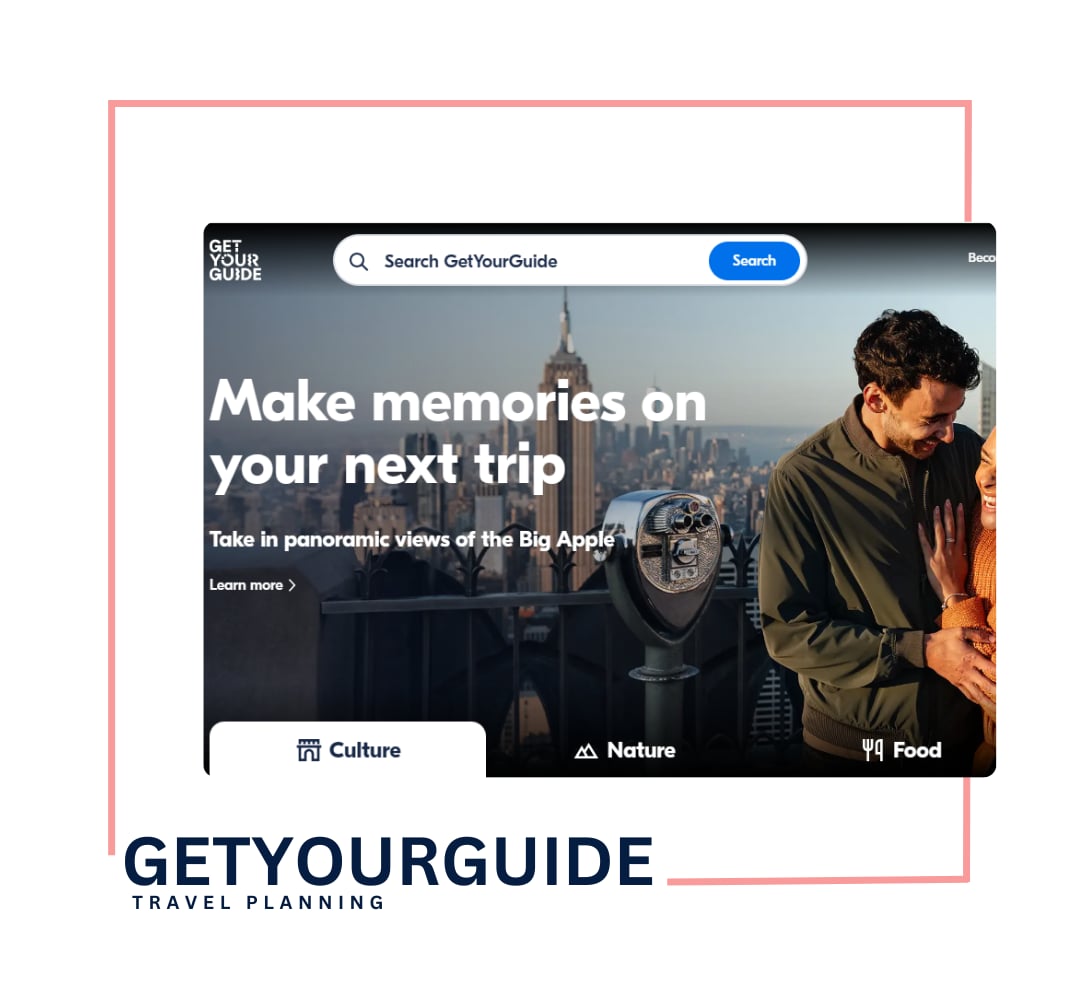 GET
YOUR
GUIDE
Search GetYourGuide
Search
Beco
Make memories on
your next trip
Take in panoramic views of the Big Apple
Learn more
Culture
Nature
Food
GETYOURGUIDE
TRAVEL PLANNING